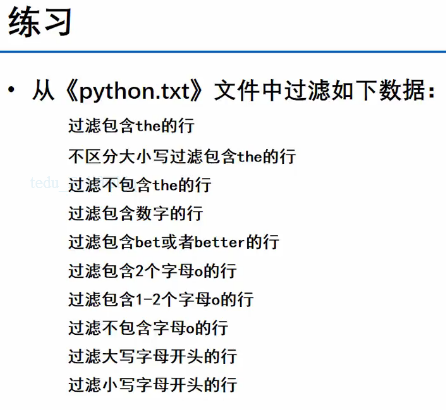 练习
• 从《python.txt》文件中过滤如下数据：
过滤包含the的行
不区分大小写过滤包含the的行
过滤不包含the的行
过滤包含数字的行
过滤包含bet或者better的行
过滤包含2个字母o的行
过滤包含1-2个字母o的行
过滤不包含字母o的行
过滤大写字母开头的行
过滤小写字母开头的行
tedu_